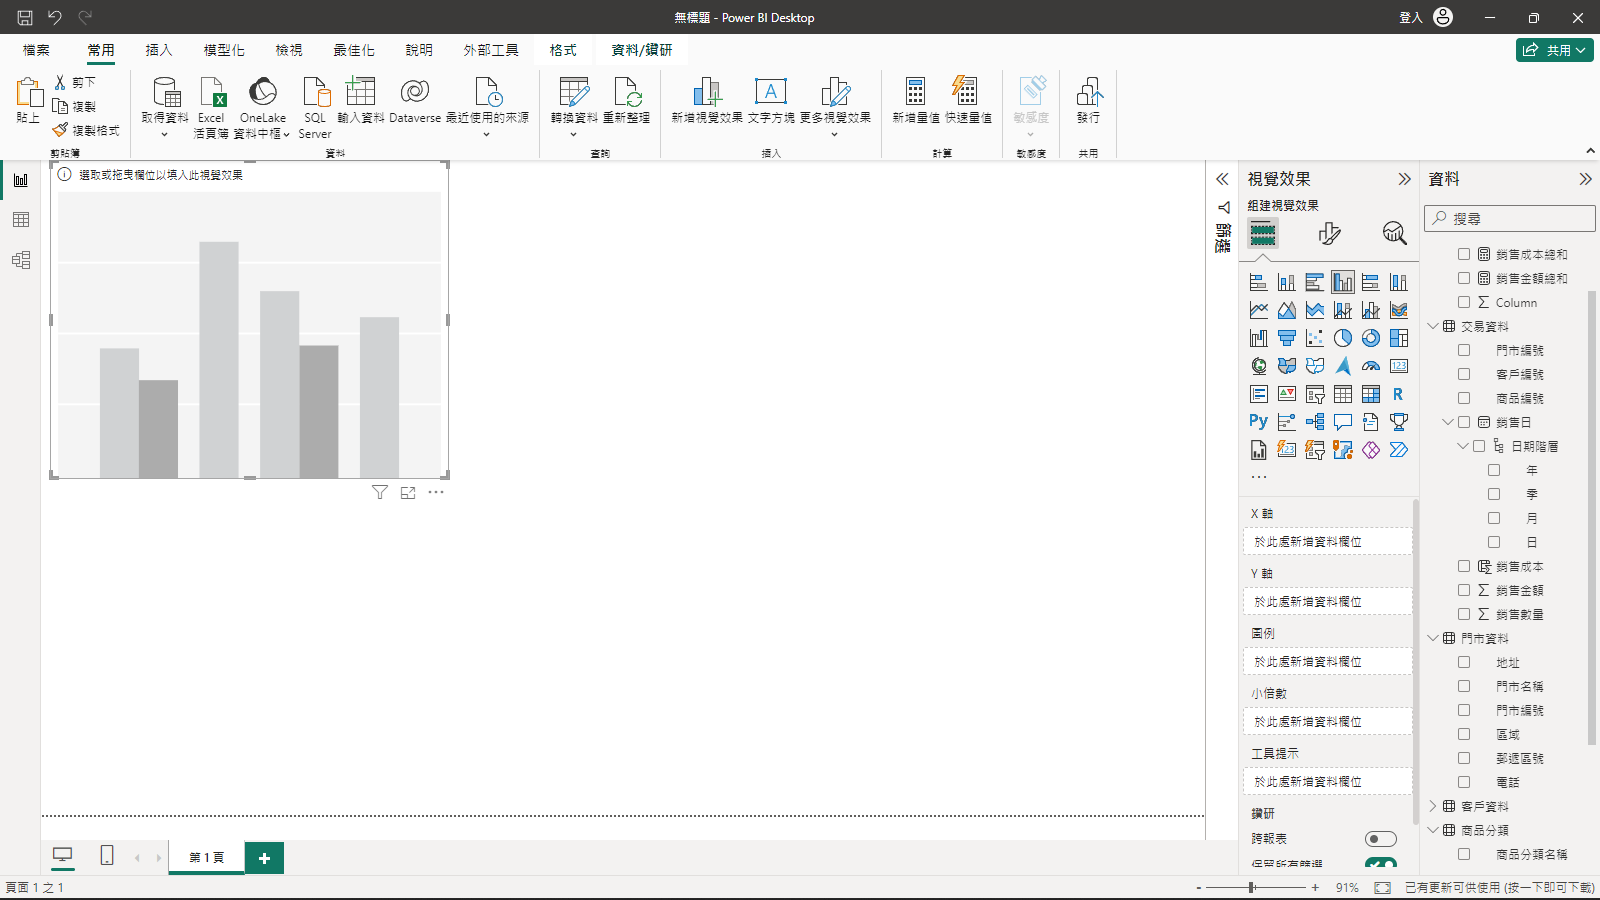 無標題 - Power BI Desktop
登入
檔案 常用 插入 模型化 檢視 最佳化 說明 外部工具 格式 資料/鑽研
共用
貼上
剪下
複製
複製格式
剪貼簿
取得資料
Excel 活頁簿
OneLake 資料中樞
SQL Server
輸入資料
Dataverse
最近使用的來源
資料
轉換資料
重新整理
查詢
新增視覺效果
文字方塊
更多視覺效果
插入
新增量值
快速量值
計算
敏感度
敏感度
發行
共用
選取或拖曳欄位以填入此視覺效果
篩選
視覺效果
組建視覺效果
X 軸
於此處新增資料欄位
Y 軸
於此處新增資料欄位
圖例
於此處新增資料欄位
小倍數
於此處新增資料欄位
工具提示
於此處新增資料欄位
鑽研
跨報表
保留所有篩選
資料
搜尋
銷售成本總和
銷售金額總和
Column
交易資料
門市編號
客戶編號
商品編號
銷售日
日期階層
年
季
月
日
銷售成本
銷售金額
銷售數量
門市資料
地址
門市名稱
門市編號
區域
郵遞區號
電話
客戶資料
商品分類
商品分類名稱
第 1 頁
頁面 1 之 1
- + 91%
已有更新可供使用 (按一下即可下載)